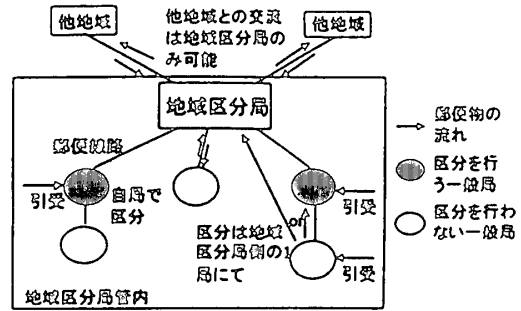 他地域
他地域との交流
は地域区分局の
み可能
他地域
地域区分局
郵便線路
引受
自局で
区分
区分は地域
区分局側の1
局にて
or
引受
引受
地域区分局管内
郵便物の
流れ
区分を行
う一般局
区分を行わ
ない一般局